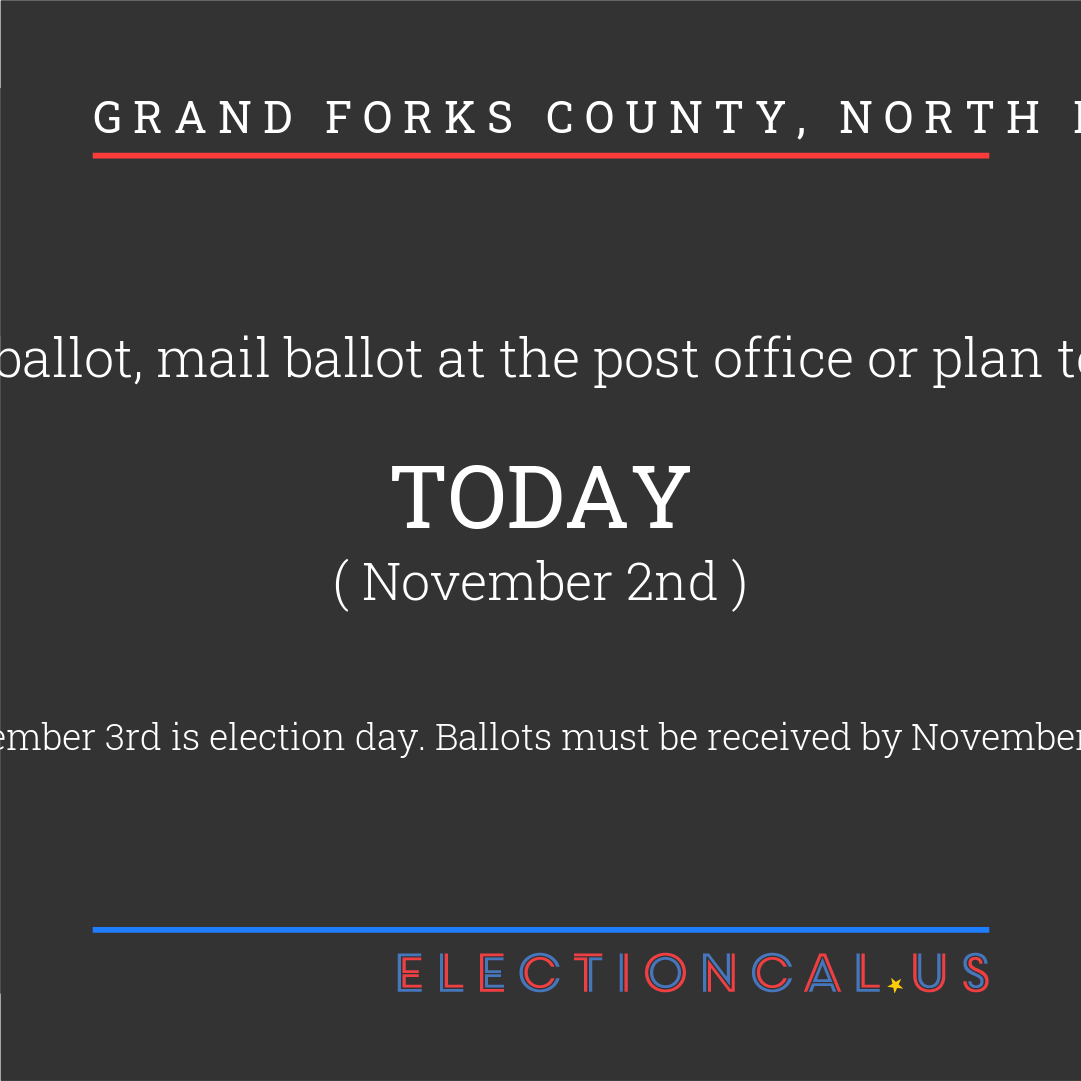 GRAND FORKS COUNTY, NORTH
ballot, mail ballot at the post office or plan
TODAY
( November 2nd )
ember 3rd is election day. Ballots must be received by November
ELECTIONCAL.US